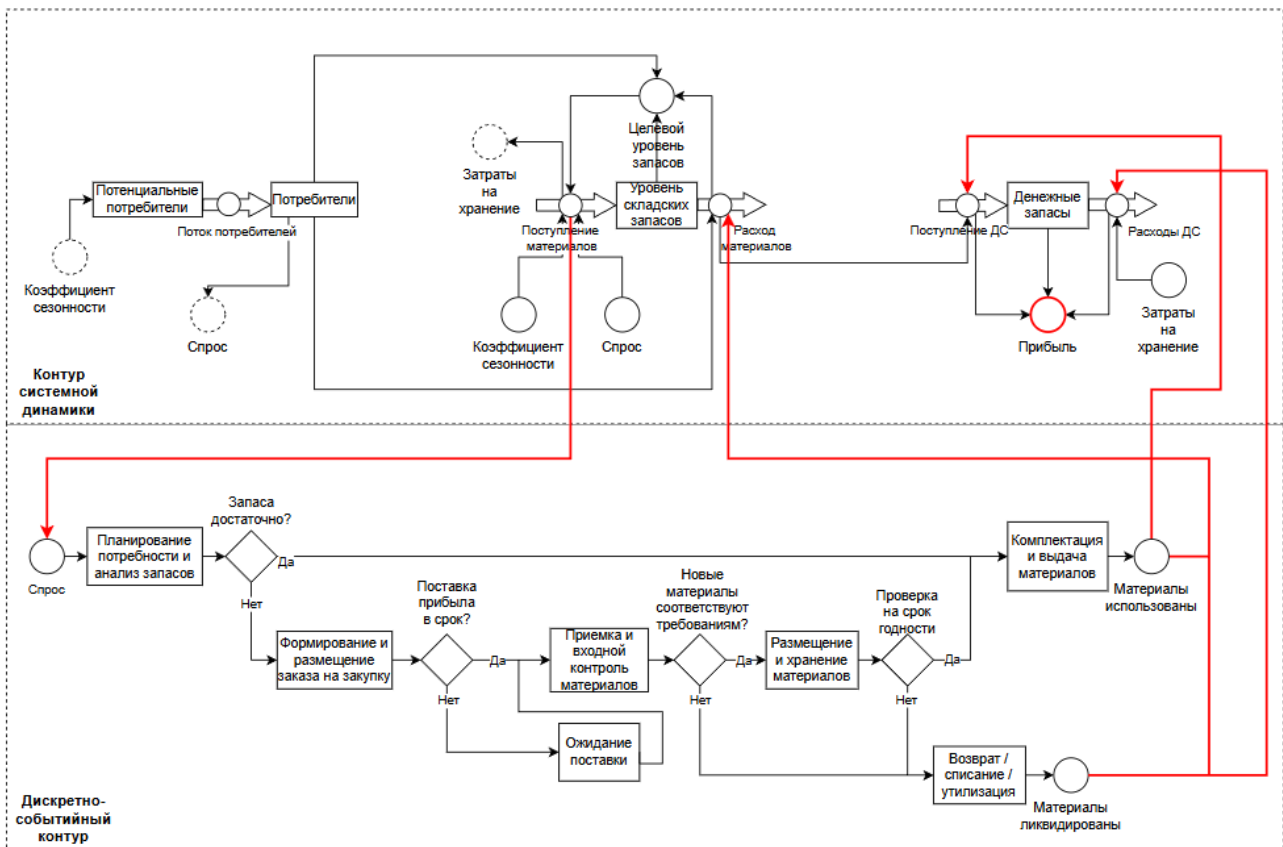 Целевой
уровень
запасов
Затраты
на
хранение
Потенциальные
потребители
Потребители
Поток потребителей
Коэффициент
сезонности
Спрос
Уровень
складских
запасов
Поступление
материалов
Расход
материалов
Коэффициент
сезонности
Спрос
Денежные
запасы
Поступление ДС
Расходы ДС
Прибыль
Затраты
на
хранение
Контур
системной
динамики
Спрос
Планирование
потребности и
анализ запасов
Запаса
достаточно?
Да
Нет
Формирование и
размещение
заказа на закупку
Поставка
прибыла
в срок?
Да
Нет
Ожидание
поставки
Приемка и
входной
контроль
материалов
Новые
материалы
соответствуют
требованиям?
Да
Нет
Размещение
и хранение
материалов
Проверка
на срок
годности
Да
Нет
Комплектация
и выдача
материалов
Материалы
использованы
Возврат /
списание /
утилизация
Материалы
ликвидированы
Дискретно-
событийный
контур